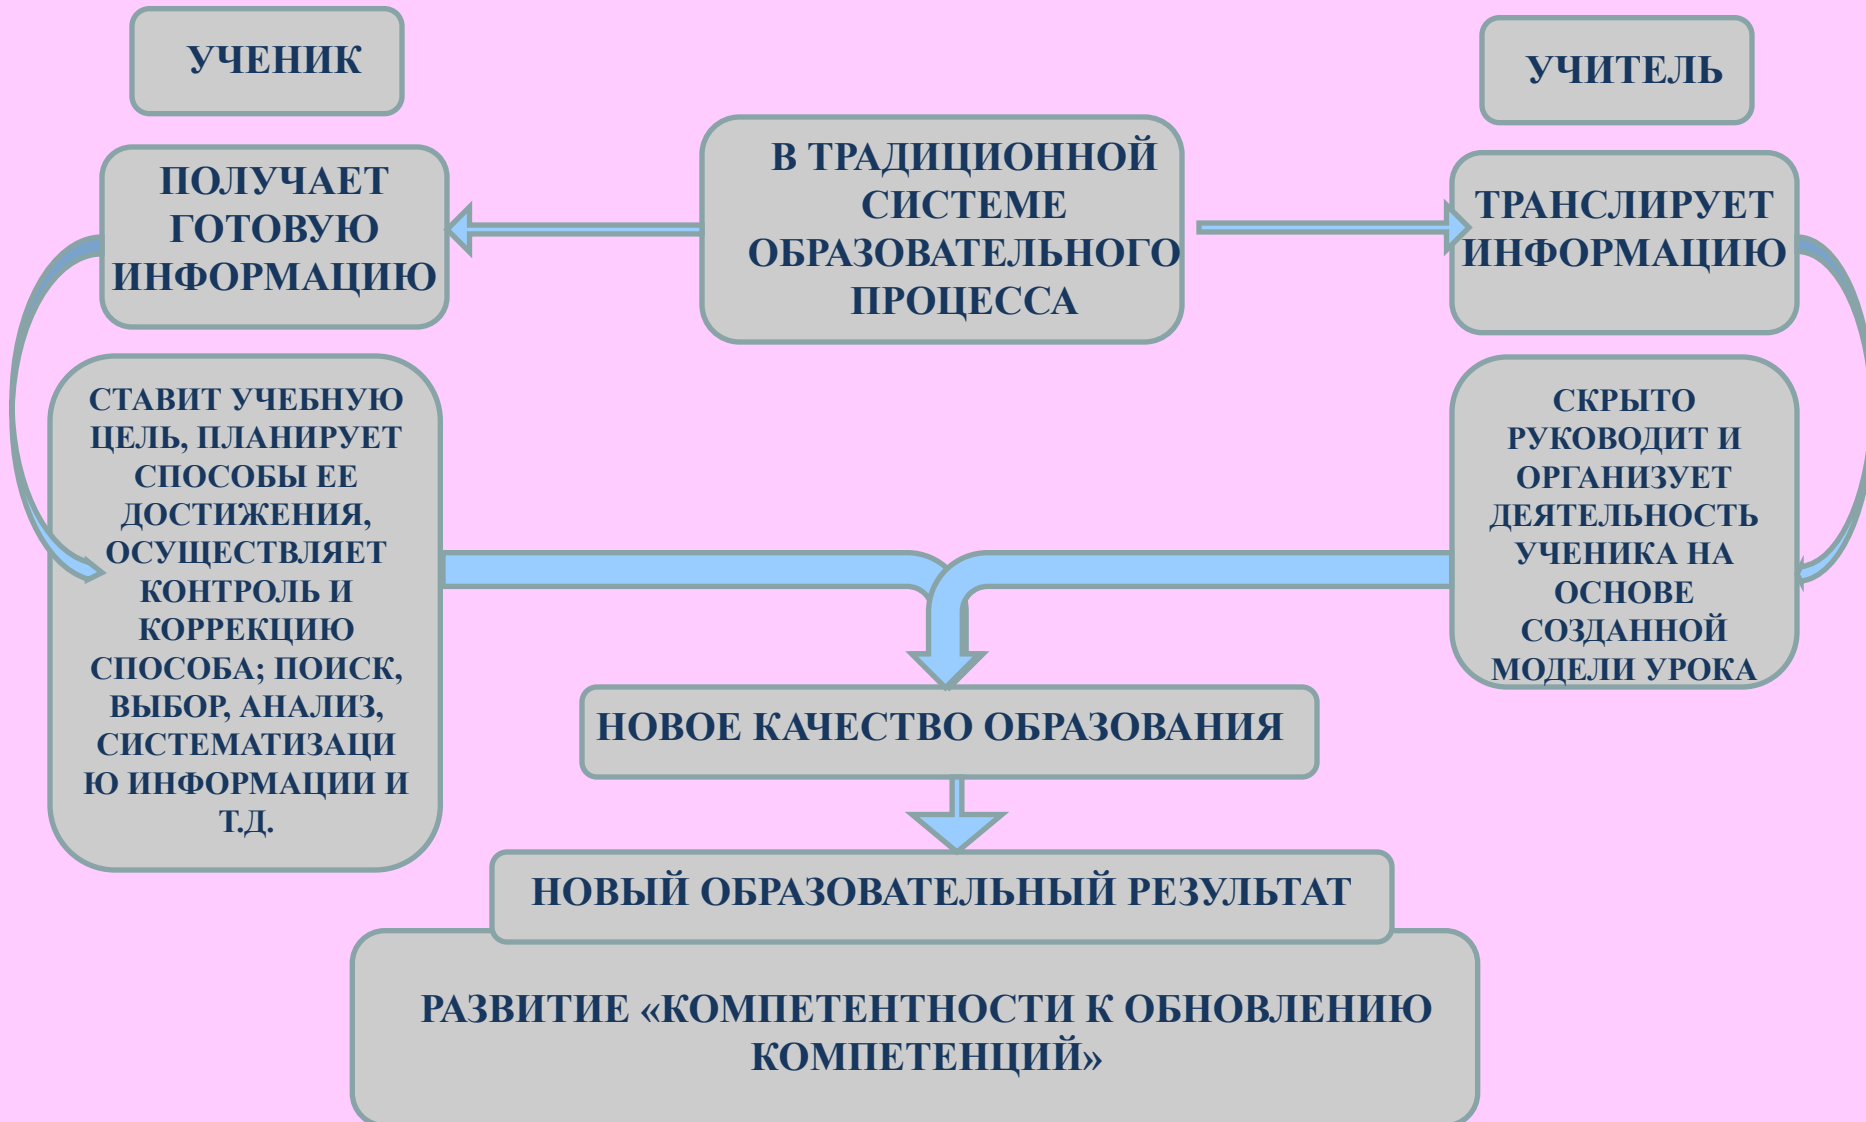 УЧЕНИК
УЧИТЕЛЬ
В ТРАДИЦИОННОЙ
СИСТЕМЕ
ОБРАЗОВАТЕЛЬНОГО
ПРОЦЕССА
ПОЛУЧАЕТ
ГОТОВУЮ
ИНФОРМАЦИЮ
ТРАНСЛИРУЕТ
ИНФОРМАЦИЮ
СТАВИТ УЧЕБНУЮ
ЦЕЛЬ, ПЛАНИРУЕТ
СПОСОБЫ ЕЕ
ДОСТИЖЕНИЯ,
ОСУЩЕСТВЛЯЕТ
КОНТРОЛЬ И
КОРРЕКЦИЮ
СПОСОБА; ПОИСК,
ВЫБОР, АНАЛИЗ,
СИСТЕМАТИЗАЦИ
Ю ИНФОРМАЦИИ И
Т.Д.
СКРЫТО
РУКОВОДИТ И
ОРГАНИЗУЕТ
ДЕЯТЕЛЬНОСТЬ
УЧЕНИКА НА
ОСНОВЕ
СОЗДАННОЙ
МОДЕЛИ УРОКА
НОВОЕ КАЧЕСТВО ОБРАЗОВАНИЯ
НОВЫЙ ОБРАЗОВАТЕЛЬНЫЙ РЕЗУЛЬТАТ
РАЗВИТИЕ «КОМПЕТЕНТНОСТИ К ОБНОВЛЕНИЮ
КОМПЕТЕНЦИЙ»